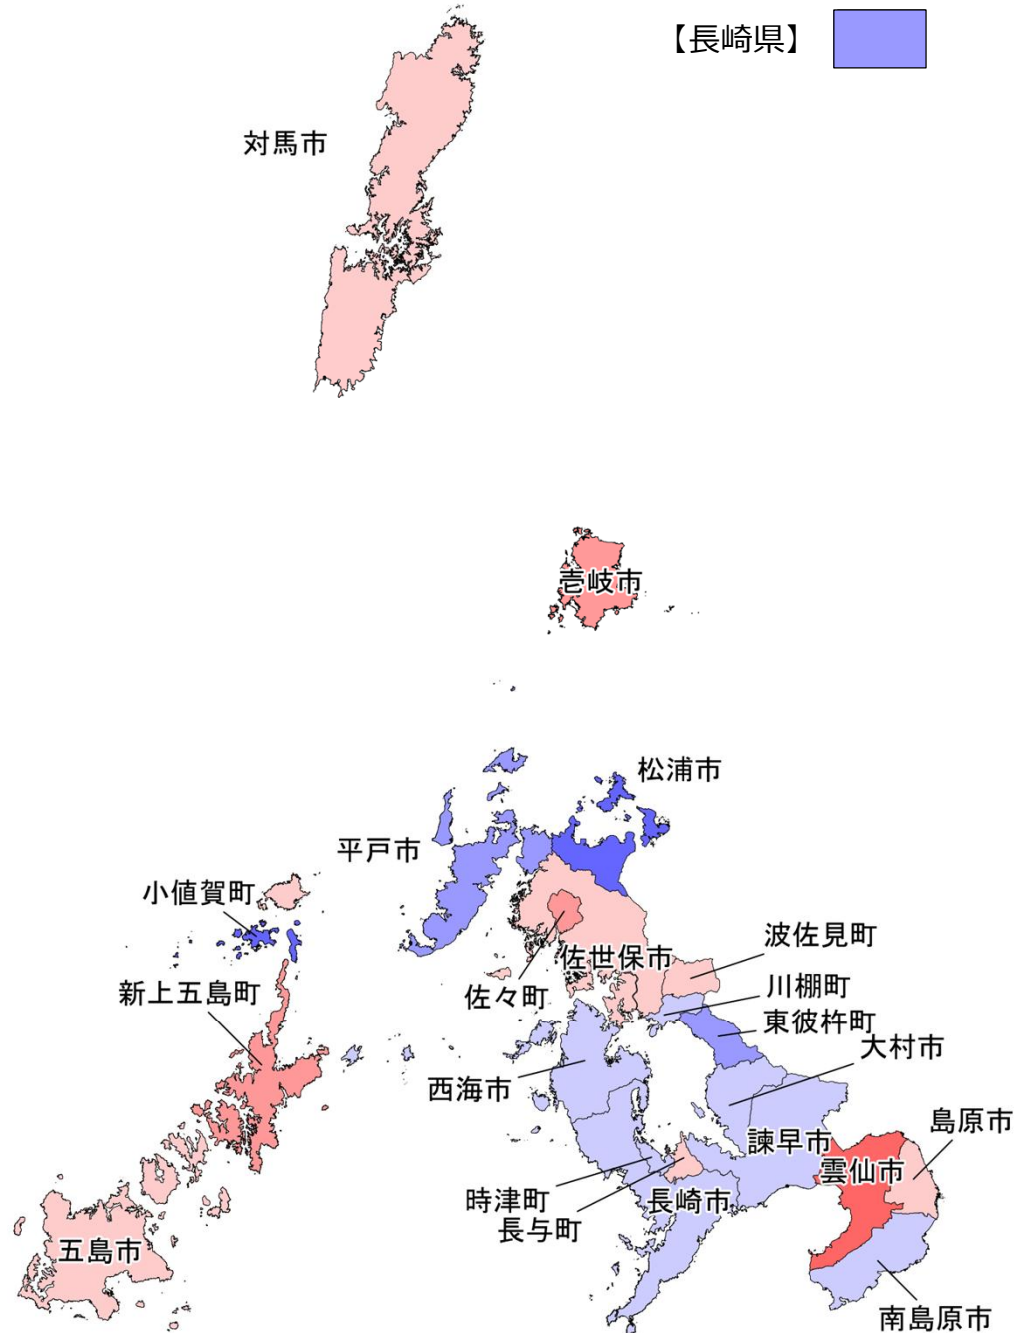 【長崎県】
対馬市
壱岐市
松浦市
平戸市
小値賀町
波佐見町
佐世保市
川棚町
新上五島町
佐々町
東彼杵町
大村市
西海市
島原市
諫早市
雲仙市
時津町
長崎市
長与町
五島市
南島原市